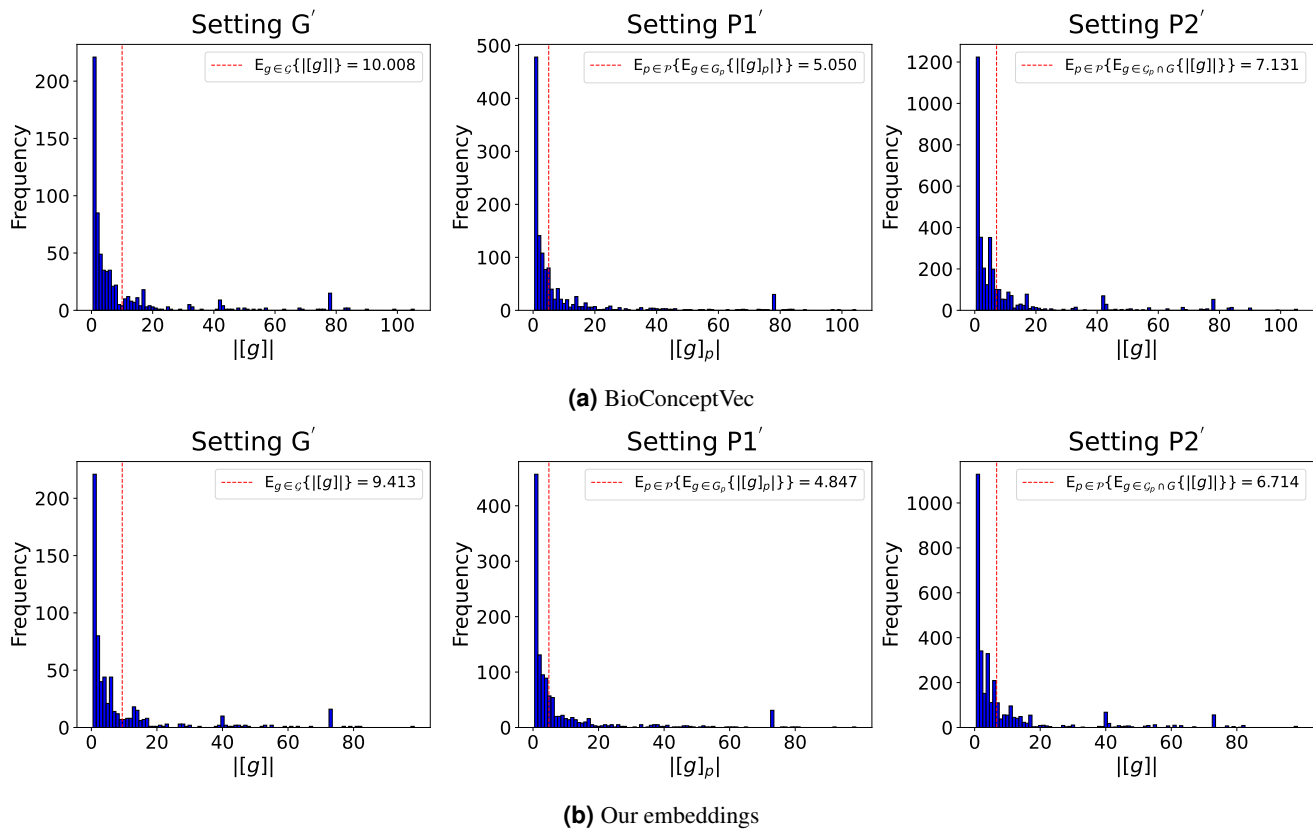 Setting G′ Setting P1′ Setting P2′
E_{g∈𝒢}{|[g]|} = 10.008
E_{p∈𝒫}{E_{g∈G_p}{|[g]_p|}} = 5.050
E_{p∈𝒫}{E_{g∈𝒢_p∩G}{|[g]|}} = 7.131
Frequency
200
150
100
50
0
0 20 40 60 80 100
|[g]|
Frequency
500
400
300
200
100
0
0 20 40 60 80 100
|[g]_p|
Frequency
1200
1000
800
600
400
200
0
0 20 40 60 80 100
|[g]|
(a) BioConceptVec
Setting G′ Setting P1′ Setting P2′
E_{g∈𝒢}{|[g]|} = 9.413
E_{p∈𝒫}{E_{g∈G_p}{|[g]_p|}} = 4.847
E_{p∈𝒫}{E_{g∈𝒢_p∩G}{|[g]|}} = 6.714
Frequency
200
150
100
50
0
0 20 40 60 80
|[g]|
Frequency
400
300
200
100
0
0 20 40 60 80
|[g]_p|
Frequency
1000
800
600
400
200
0
0 20 40 60 80
|[g]|
(b) Our embeddings